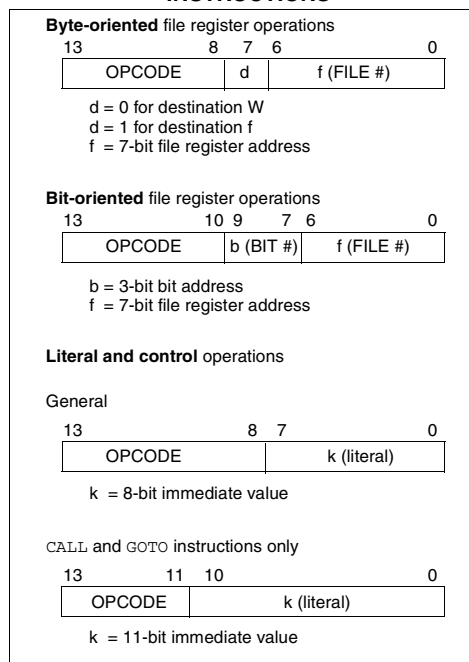 INSTRUCTIONS
Byte-oriented file register operations
13 8 7 6 0
OPCODE d f (FILE #)
d = 0 for destination W
d = 1 for destination f
f = 7-bit file register address
Bit-oriented file register operations
13 10 9 7 6 0
OPCODE b (BIT #) f (FILE #)
b = 3-bit bit address
f = 7-bit file register address
Literal and control operations
General
13 8 7 0
OPCODE k (literal)
k = 8-bit immediate value
CALL and GOTO instructions only
13 11 10 0
OPCODE k (literal)
k = 11-bit immediate value